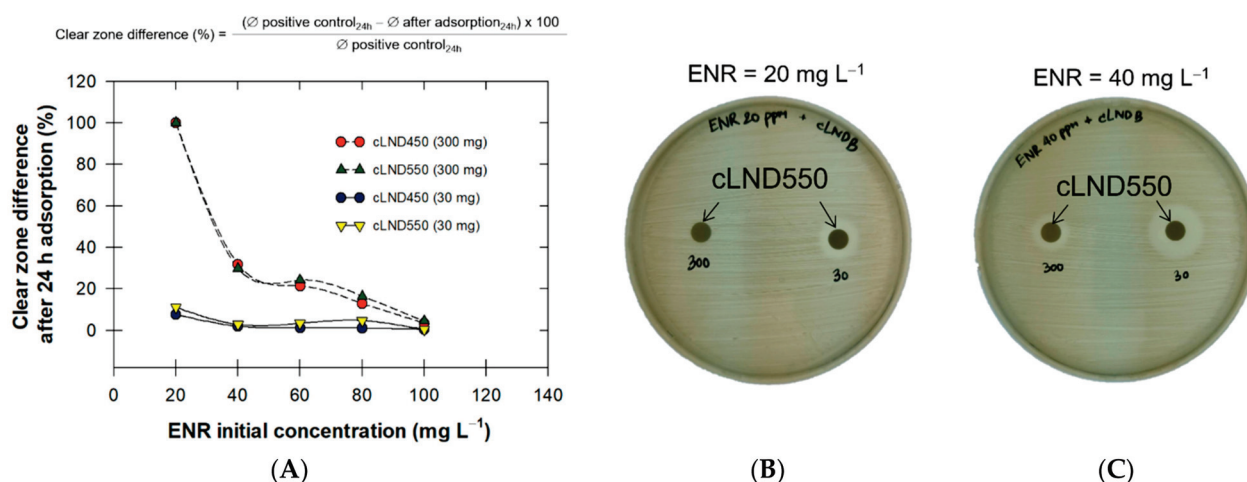 Clear zone difference (%) = (∅ positive control24h – ∅ after adsorption24h) x 100
∅ positive control24h
Clear zone difference
after 24 h adsorption (%)
120
100
80
60
40
20
0
cLND450 (300 mg)
cLND550 (300 mg)
cLND450 (30 mg)
cLND550 (30 mg)
0 20 40 60 80 100 120 140
ENR initial concentration (mg L−1)
(A)
ENR = 20 mg L−1
ENR 20 ppm + cLNDB
cLND550
300
30
(B)
ENR = 40 mg L−1
ENR 40 ppm + cLNDB
cLND550
300
30
(C)